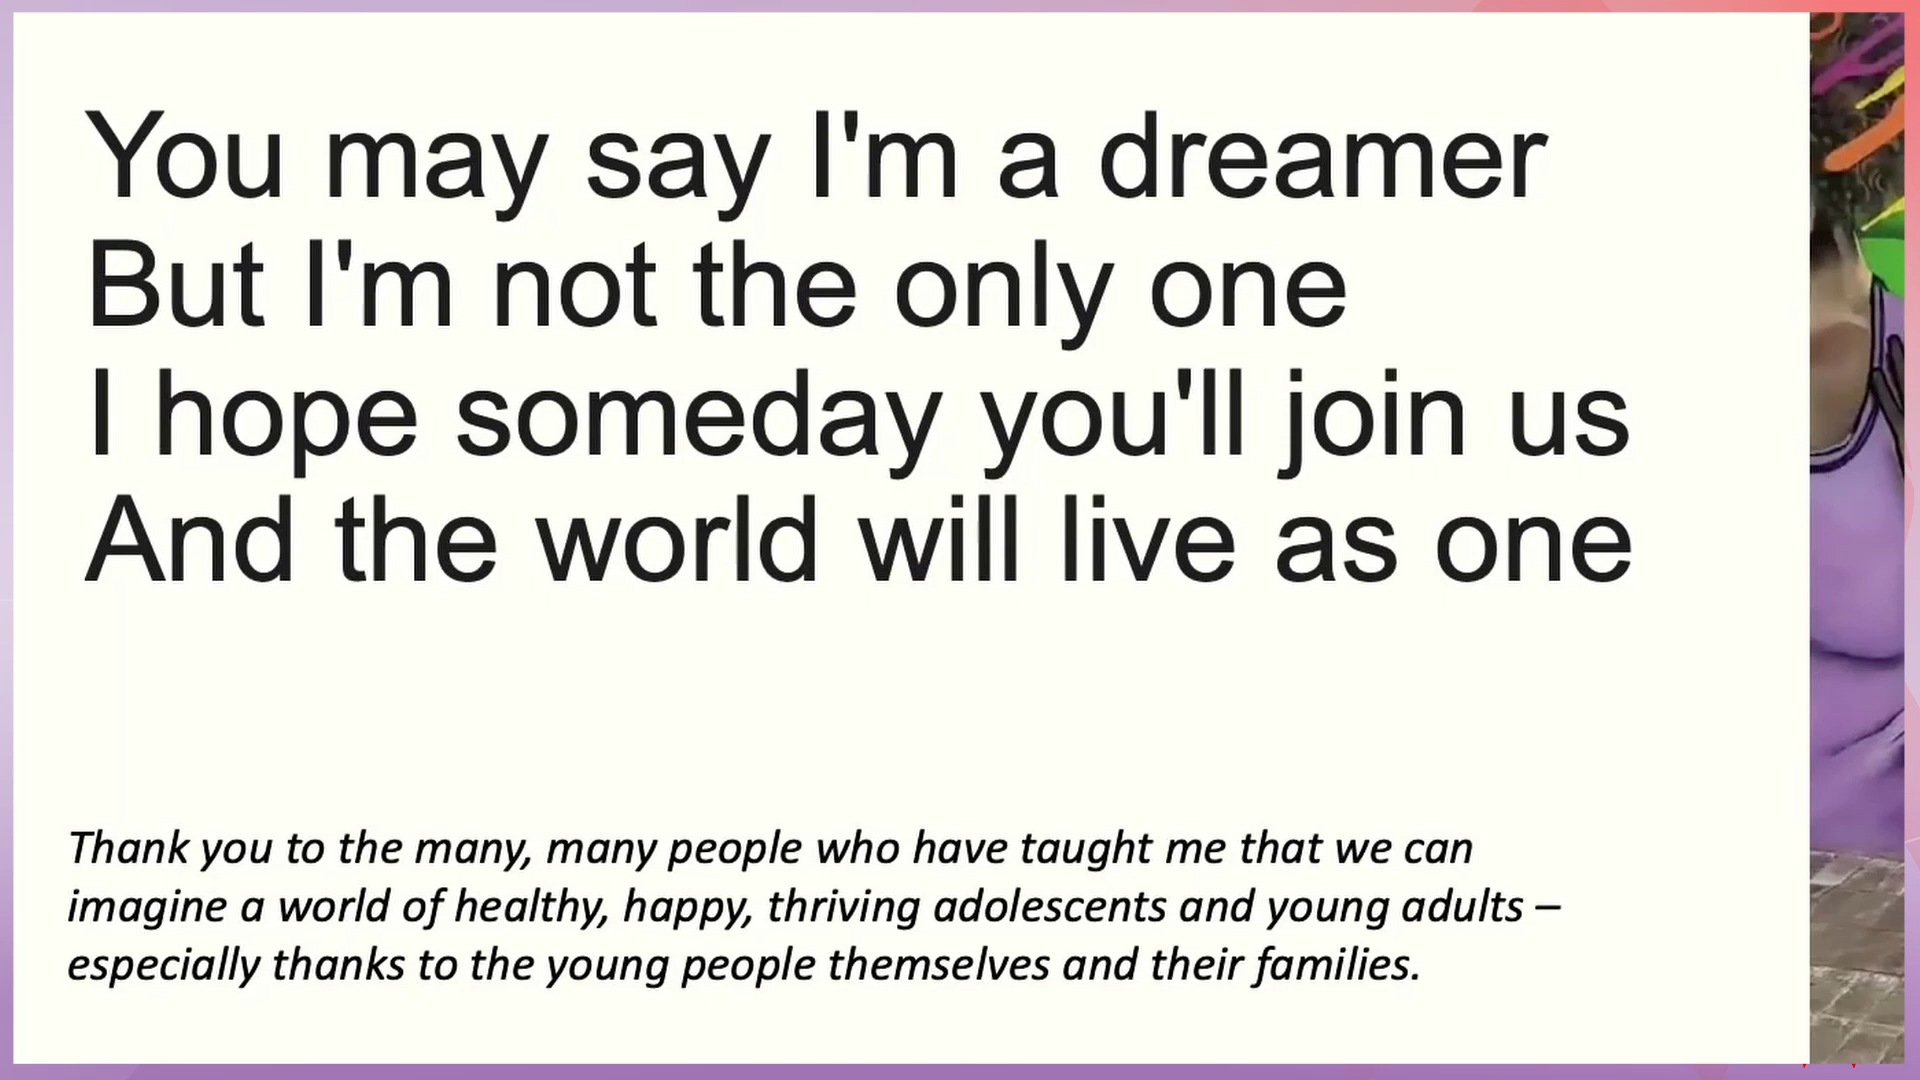 You may say I'm a dreamer
But I'm not the only one
I hope someday you'll join us
And the world will live as one
Thank you to the many, many people who have taught me that we can
imagine a world of healthy, happy, thriving adolescents and young adults –
especially thanks to the young people themselves and their families.